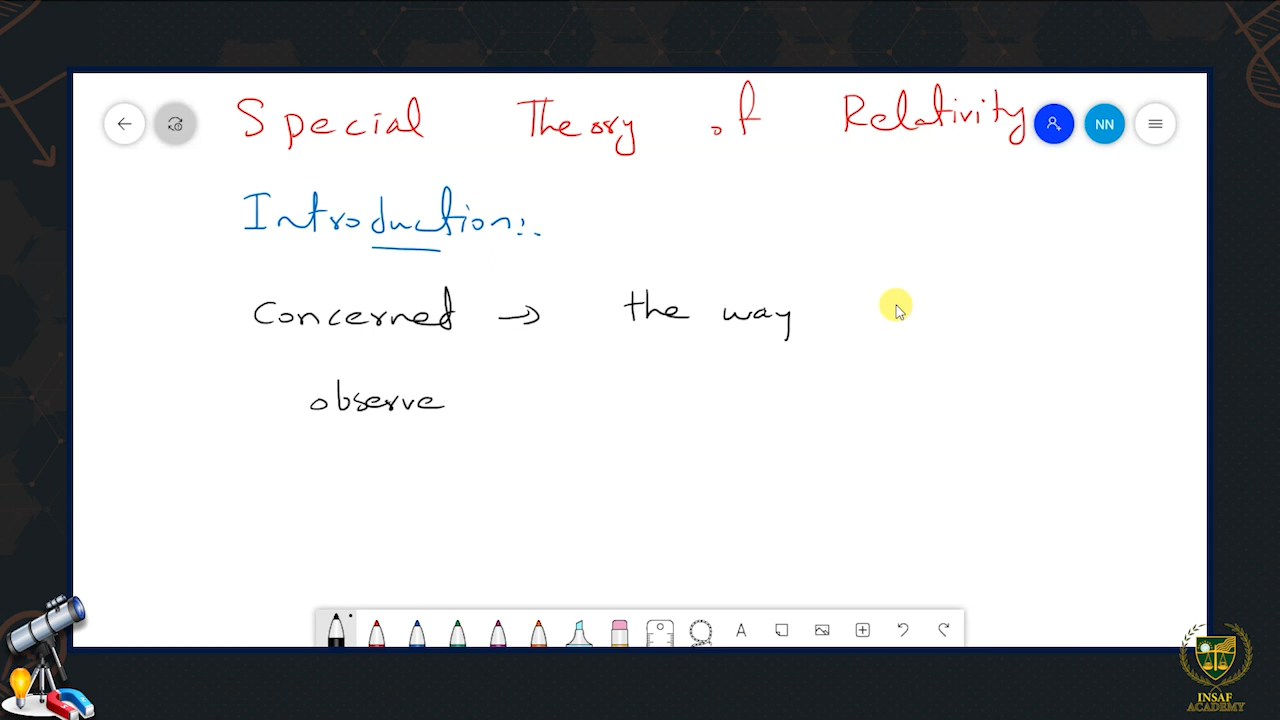 Special Theory of Relativity
NN
Introduction:.
Concerned → the way
observe
A
INSAF
ACADEMY